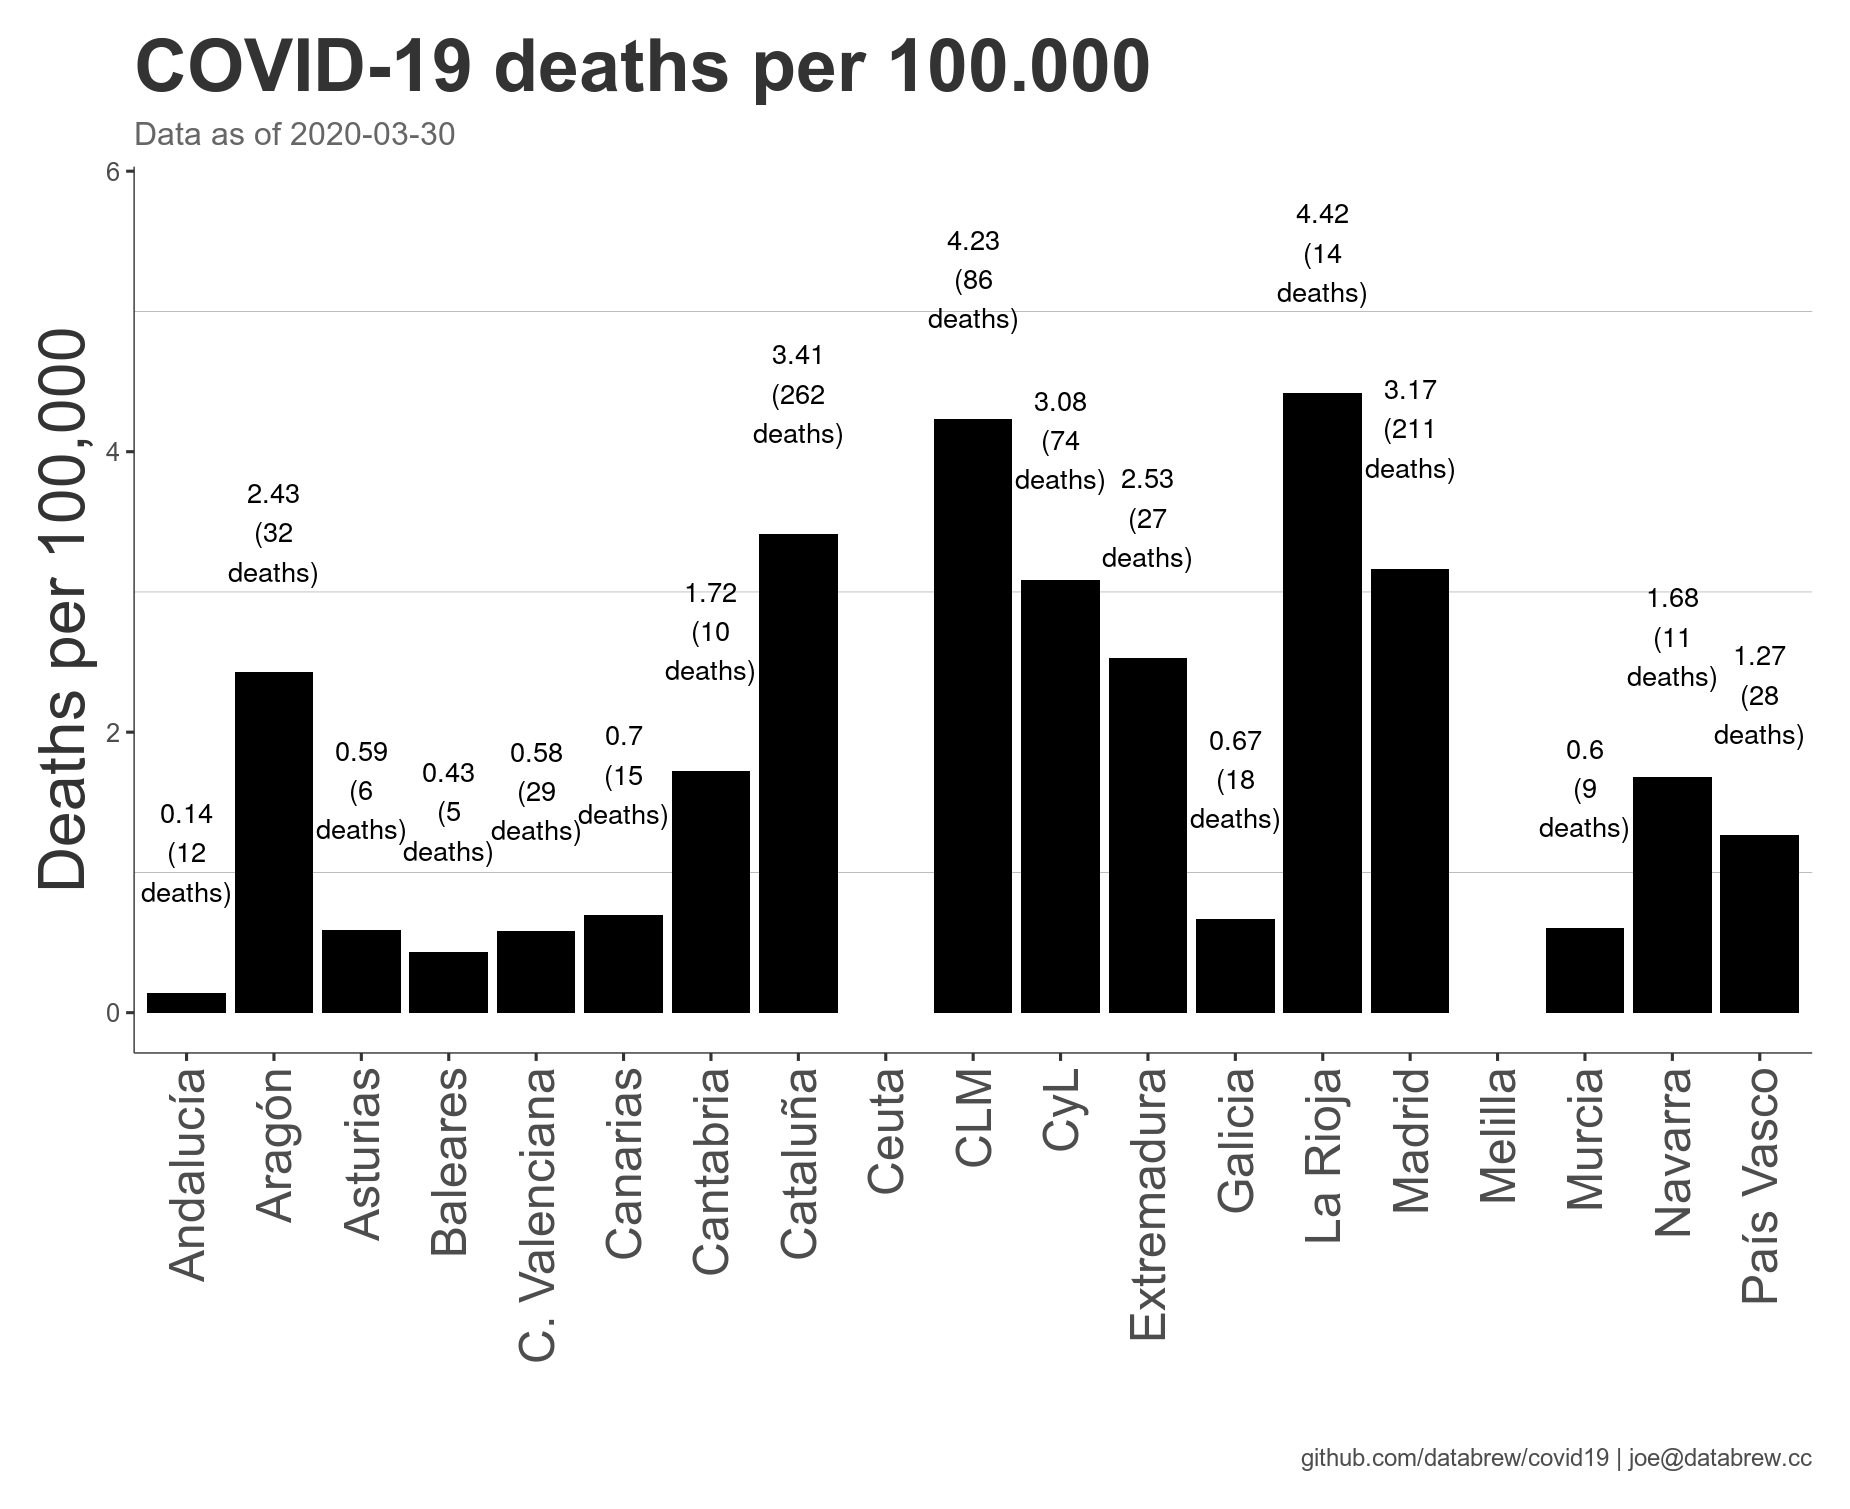 COVID-19 deaths per 100.000
Data as of 2020-03-30
Deaths per 100,000
6
4
2
0
0.14
(12
deaths)
2.43
(32
deaths)
0.59
(6
deaths)
0.43
(5
deaths)
0.58
(29
deaths)
0.7
(15
deaths)
1.72
(10
deaths)
3.41
(262
deaths)
4.23
(86
deaths)
3.08
(74
deaths)
2.53
(27
deaths)
0.67
(18
deaths)
4.42
(14
deaths)
3.17
(211
deaths)
0.6
(9
deaths)
1.68
(11
deaths)
1.27
(28
deaths)
Andalucía
Aragón
Asturias
Baleares
C. Valenciana
Canarias
Cantabria
Cataluña
Ceuta
CLM
CyL
Extremadura
Galicia
La Rioja
Madrid
Melilla
Murcia
Navarra
País Vasco
github.com/databrew/covid19 | joe@databrew.cc